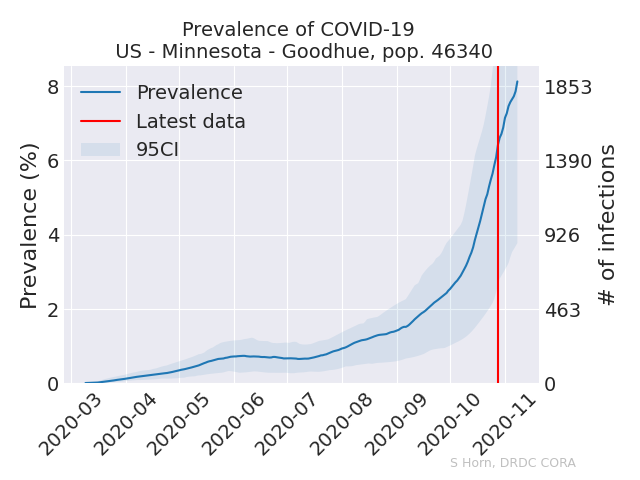 Prevalence of COVID-19
US - Minnesota - Goodhue, pop. 46340
Prevalence
Latest data
95CI
Prevalence (%)
8
6
4
2
0
1853
1390
926
463
0
# of infections
2020-03
2020-04
2020-05
2020-06
2020-07
2020-08
2020-09
2020-10
2020-11
S Horn, DRDC CORA